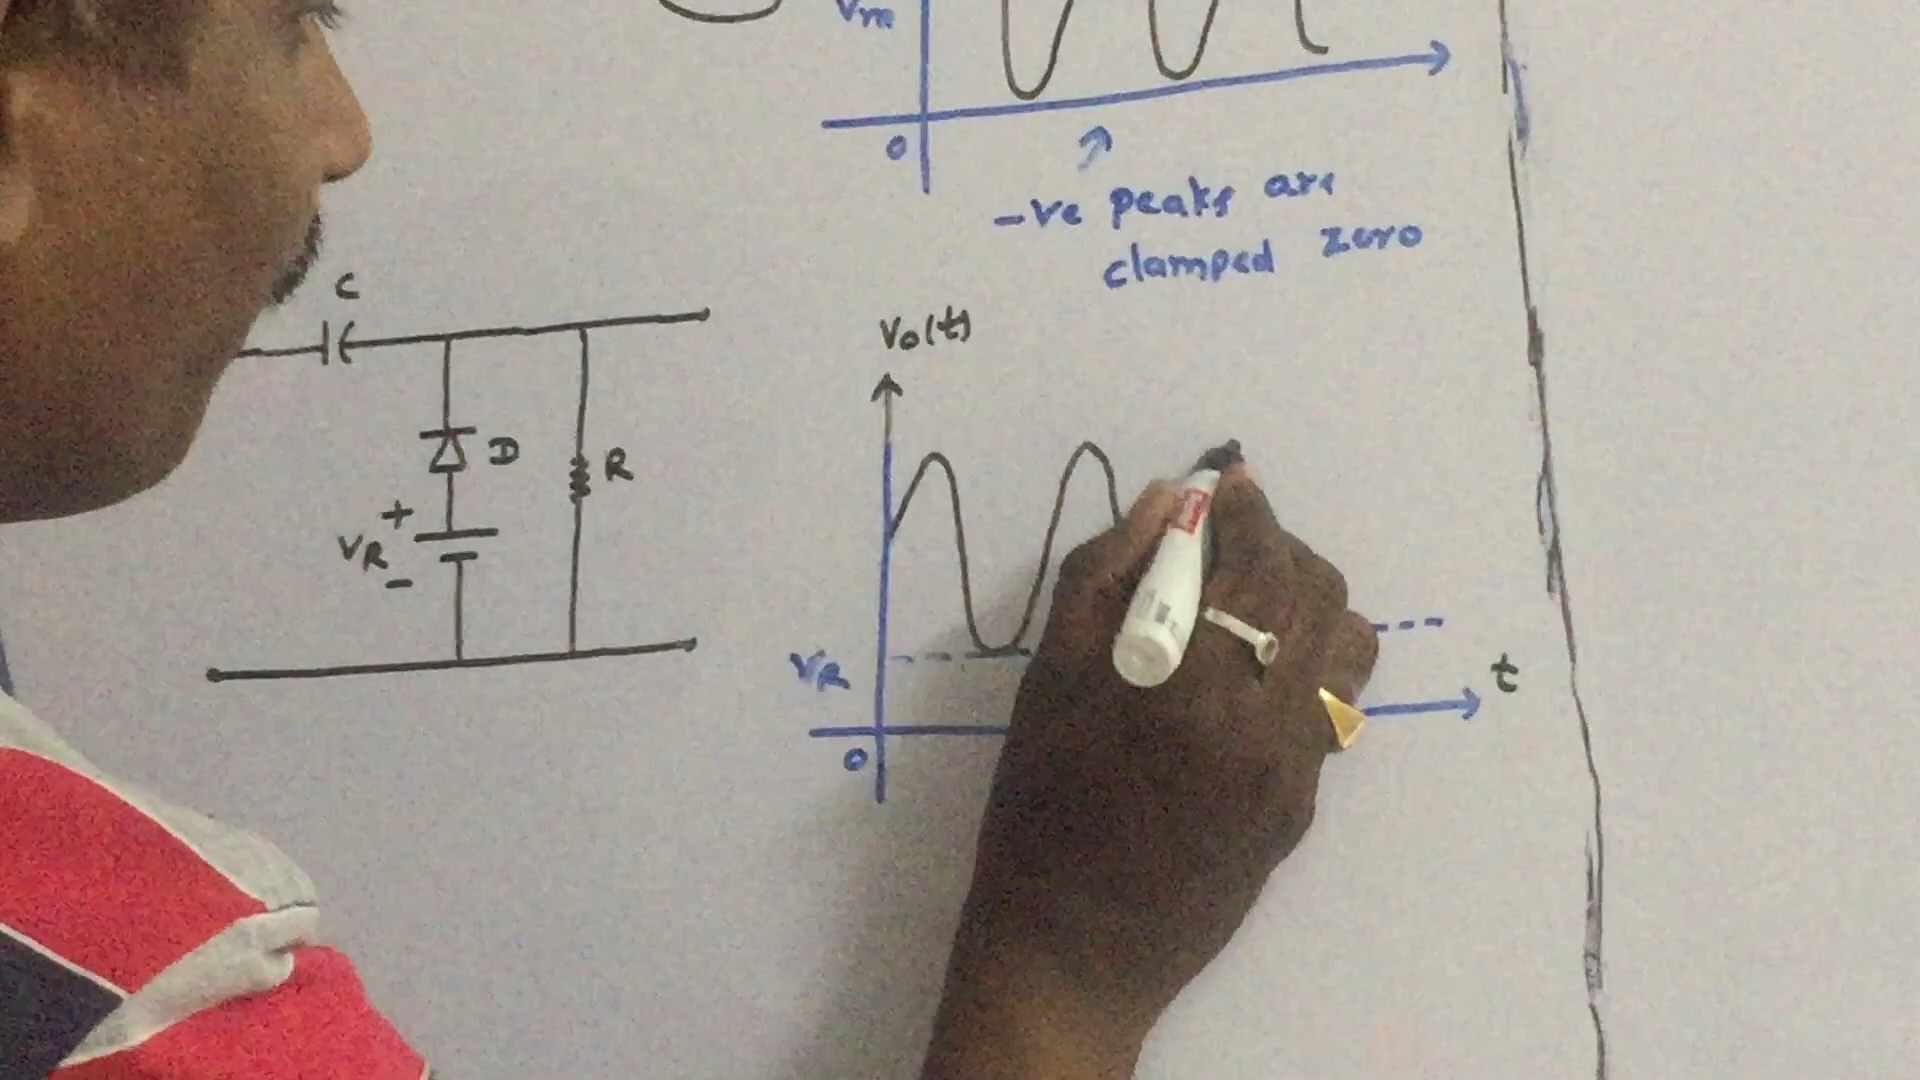 Vm
0
-ve peaks are
clamped zero
C
D
R
+
VR
-
Vo(t)
VR
0
t